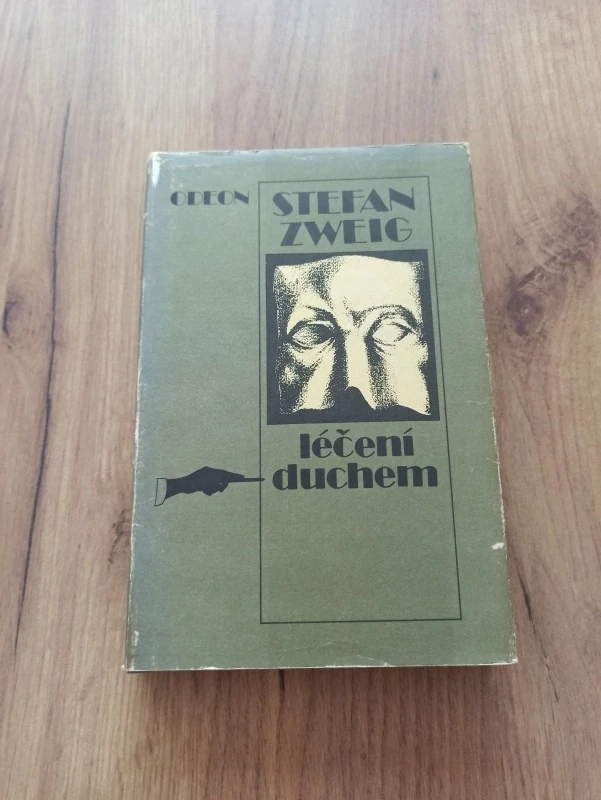 ODEON
STEFAN
ZWEIG
léčení
duchem